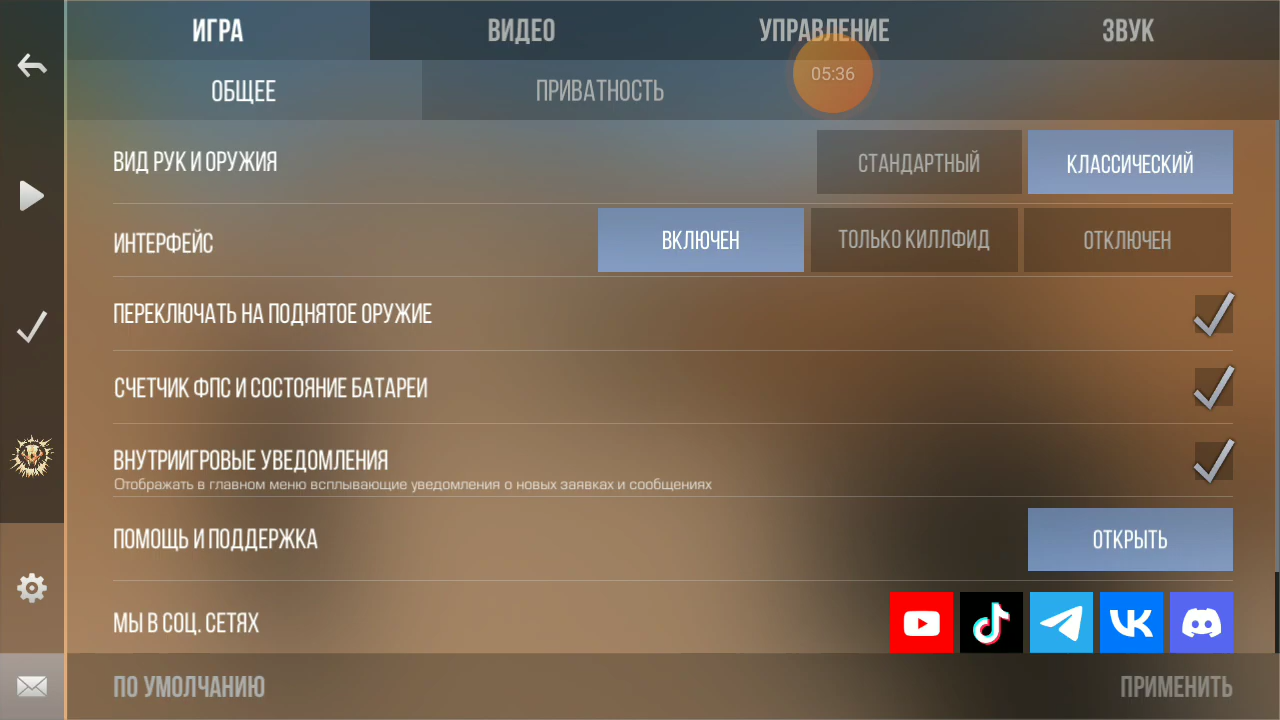 ИГРА
ВИДЕО
УПРАВЛЕНИЕ
ЗВУК
05:36
ОБЩЕЕ
ПРИВАТНОСТЬ
ВИД РУК И ОРУЖИЯ
СТАНДАРТНЫЙ
КЛАССИЧЕСКИЙ
ИНТЕРФЕЙС
ВКЛЮЧЕН
ТОЛЬКО КИЛЛФИД
ОТКЛЮЧЕН
ПЕРЕКЛЮЧАТЬ НА ПОДНЯТОЕ ОРУЖИЕ
СЧЕТЧИК ФПС И СОСТОЯНИЕ БАТАРЕИ
ВНУТРИИГРОВЫЕ УВЕДОМЛЕНИЯ
Отображать в главном меню всплывающие уведомления о новых заявках и сообщениях
ПОМОЩЬ И ПОДДЕРЖКА
ОТКРЫТЬ
МЫ В СОЦ. СЕТЯХ
ПО УМОЛЧАНИЮ
ПРИМЕНИТЬ